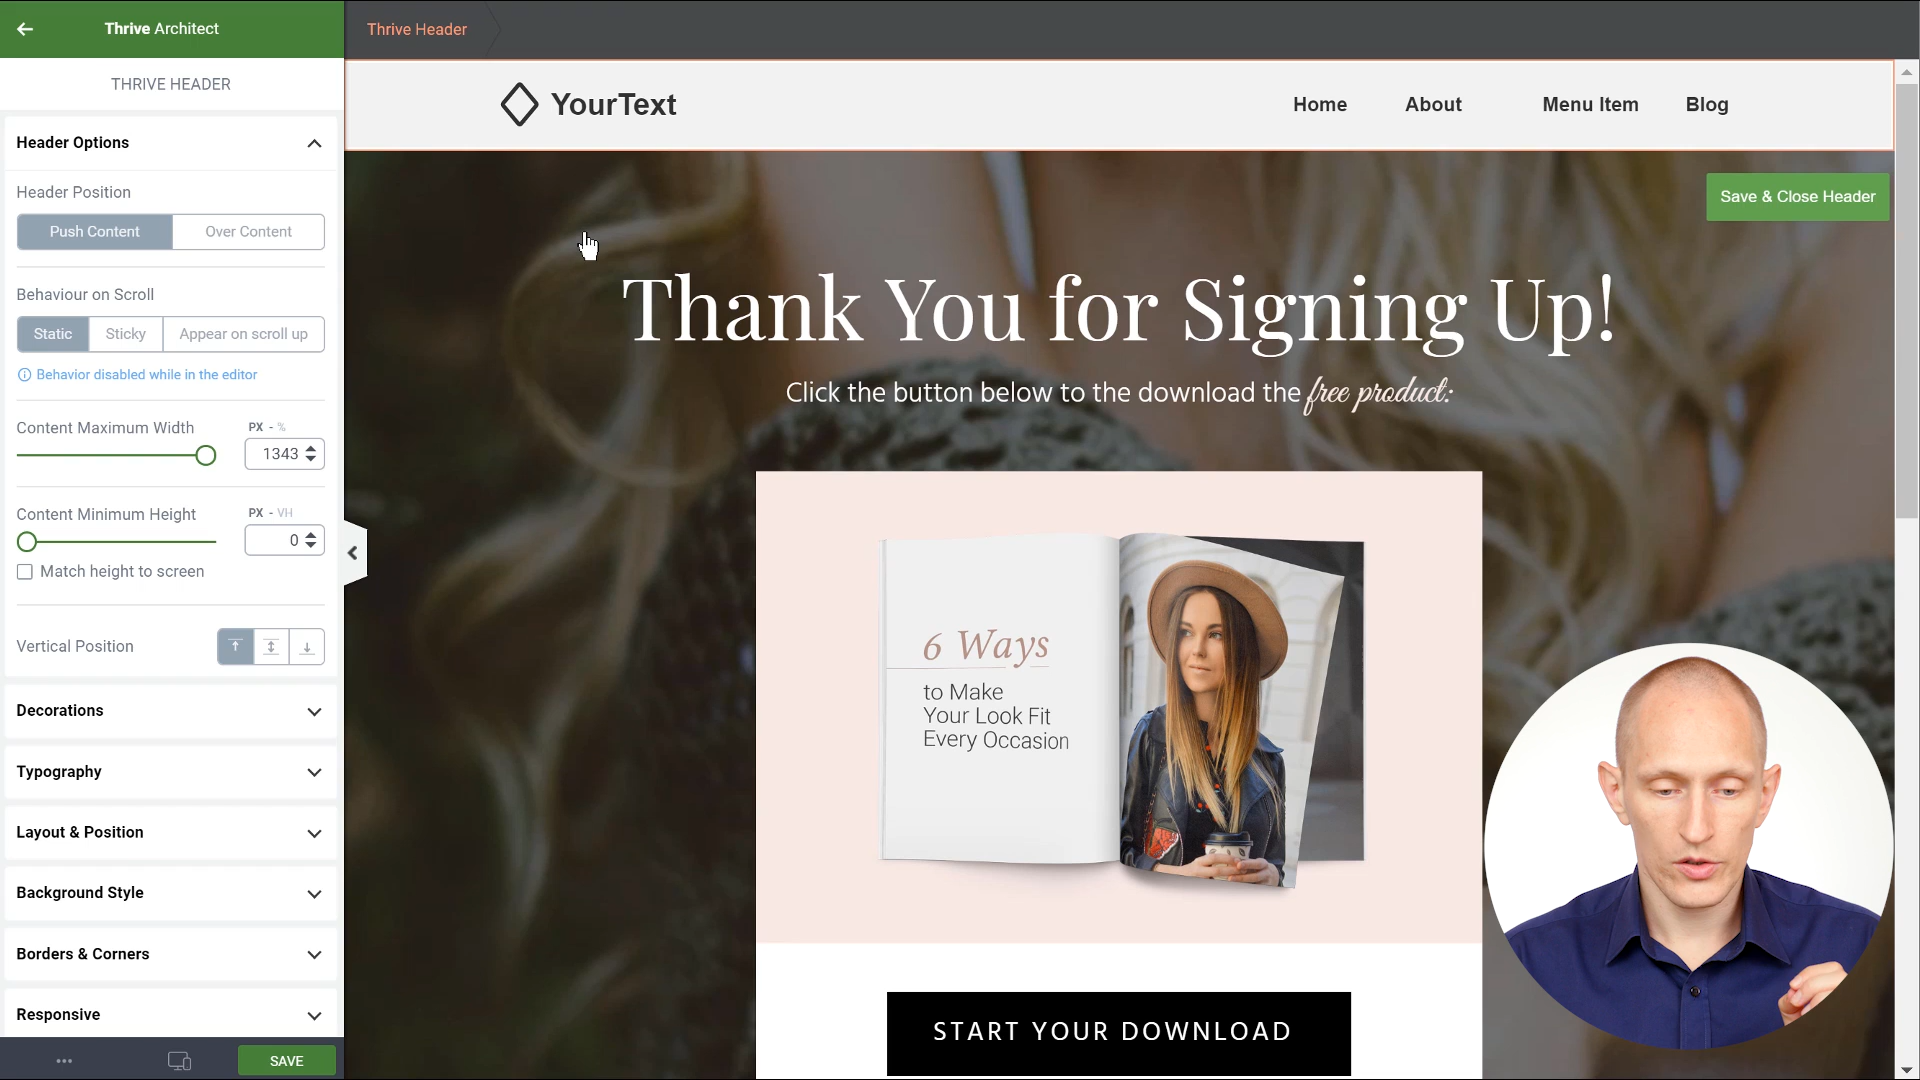 Thrive Architect
Thrive Header
THRIVE HEADER
YourText
Home
About
Menu Item
Blog
Header Options
Header Position
Push Content
Over Content
Save & Close Header
Behaviour on Scroll
Static
Sticky
Appear on scroll up
Behavior disabled while in the editor
Thank You for Signing Up!
Click the button below to the download the free product:
Content Maximum Width
PX - %
1343
Content Minimum Height
PX - VH
0
Match height to screen
Vertical Position
6 Ways
to Make
Your Look Fit
Every Occasion
Decorations
Typography
Layout & Position
Background Style
Borders & Corners
Responsive
START YOUR DOWNLOAD
SAVE